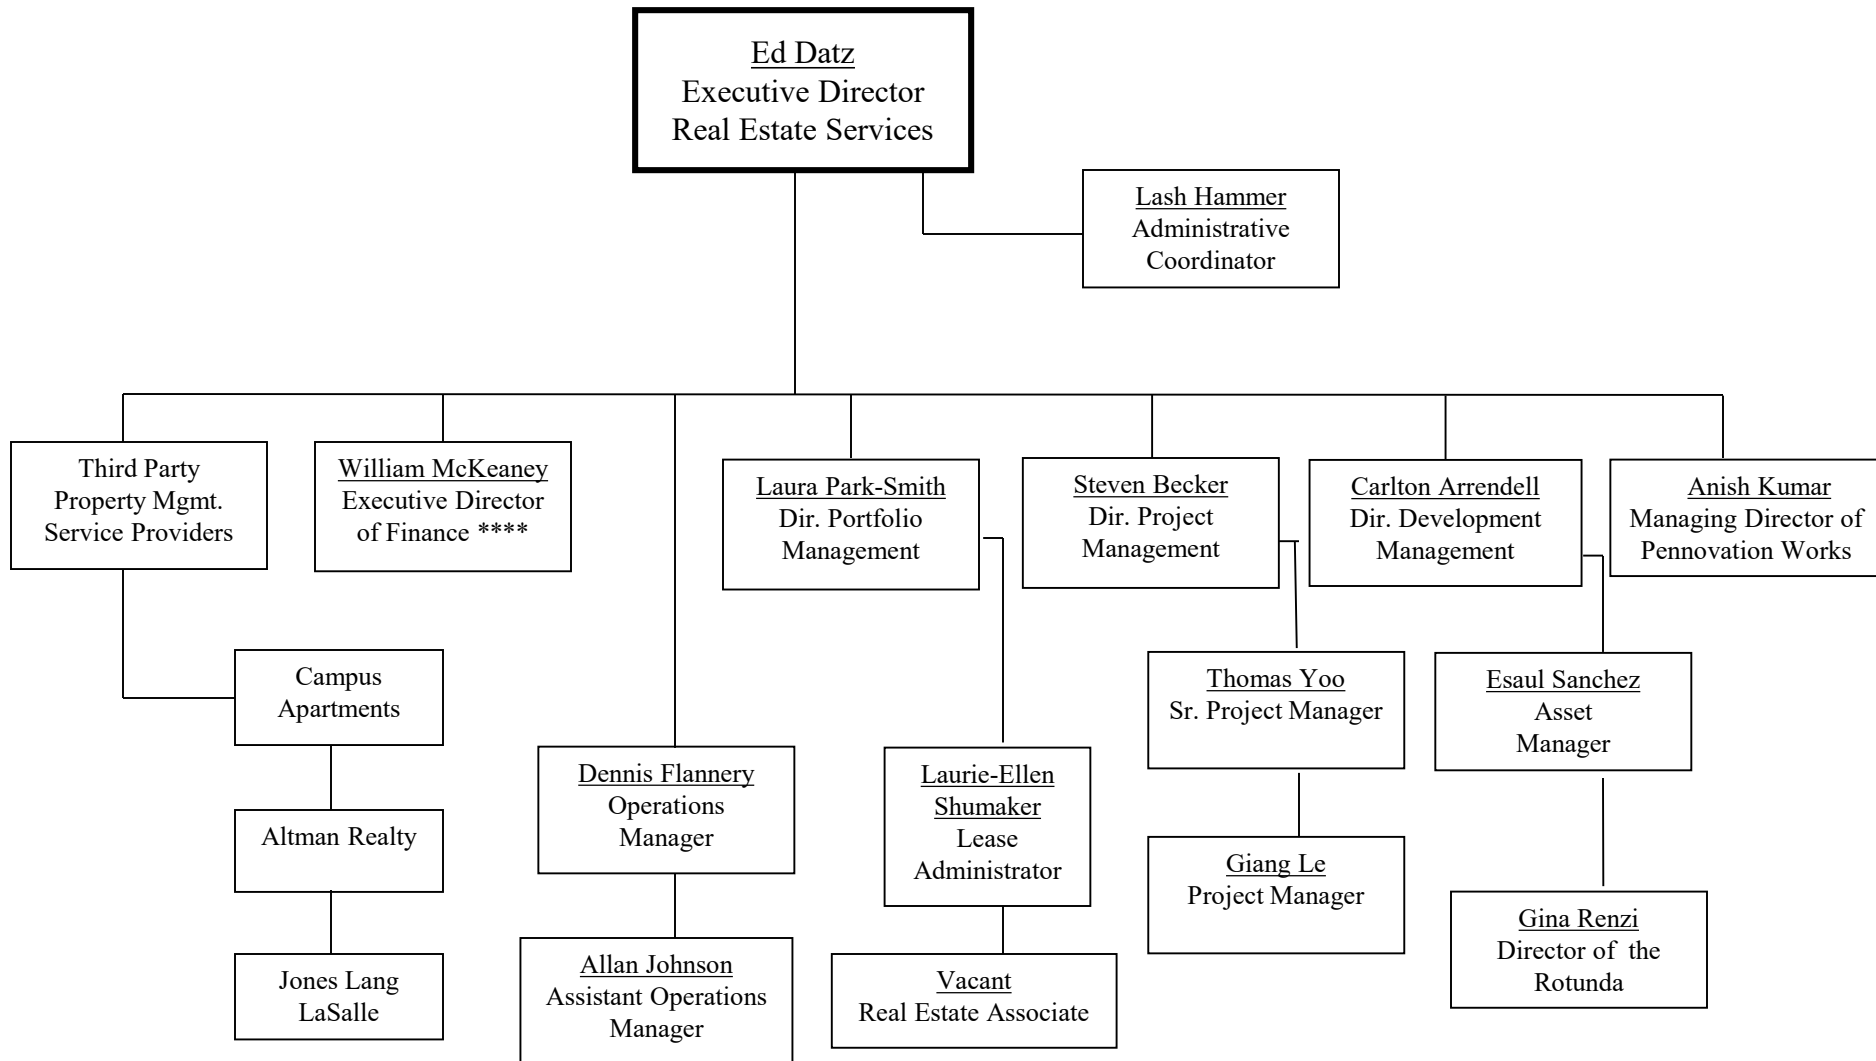 Ed Datz
Executive Director
Real Estate Services
Lash Hammer
Administrative
Coordinator
Third Party
Property Mgmt.
Service Providers
William McKeaney
Executive Director
of Finance ****
Laura Park-Smith
Dir. Portfolio
Management
Steven Becker
Dir. Project
Management
Carlton Arrendell
Dir. Development
Management
Anish Kumar
Managing Director of
Pennovation Works
Campus
Apartments
Altman Realty
Jones Lang
LaSalle
Dennis Flannery
Operations
Manager
Allan Johnson
Assistant Operations
Manager
Laurie-Ellen
Shumaker
Lease
Administrator
Vacant
Real Estate Associate
Thomas Yoo
Sr. Project Manager
Giang Le
Project Manager
Esaul Sanchez
Asset
Manager
Gina Renzi
Director of the
Rotunda